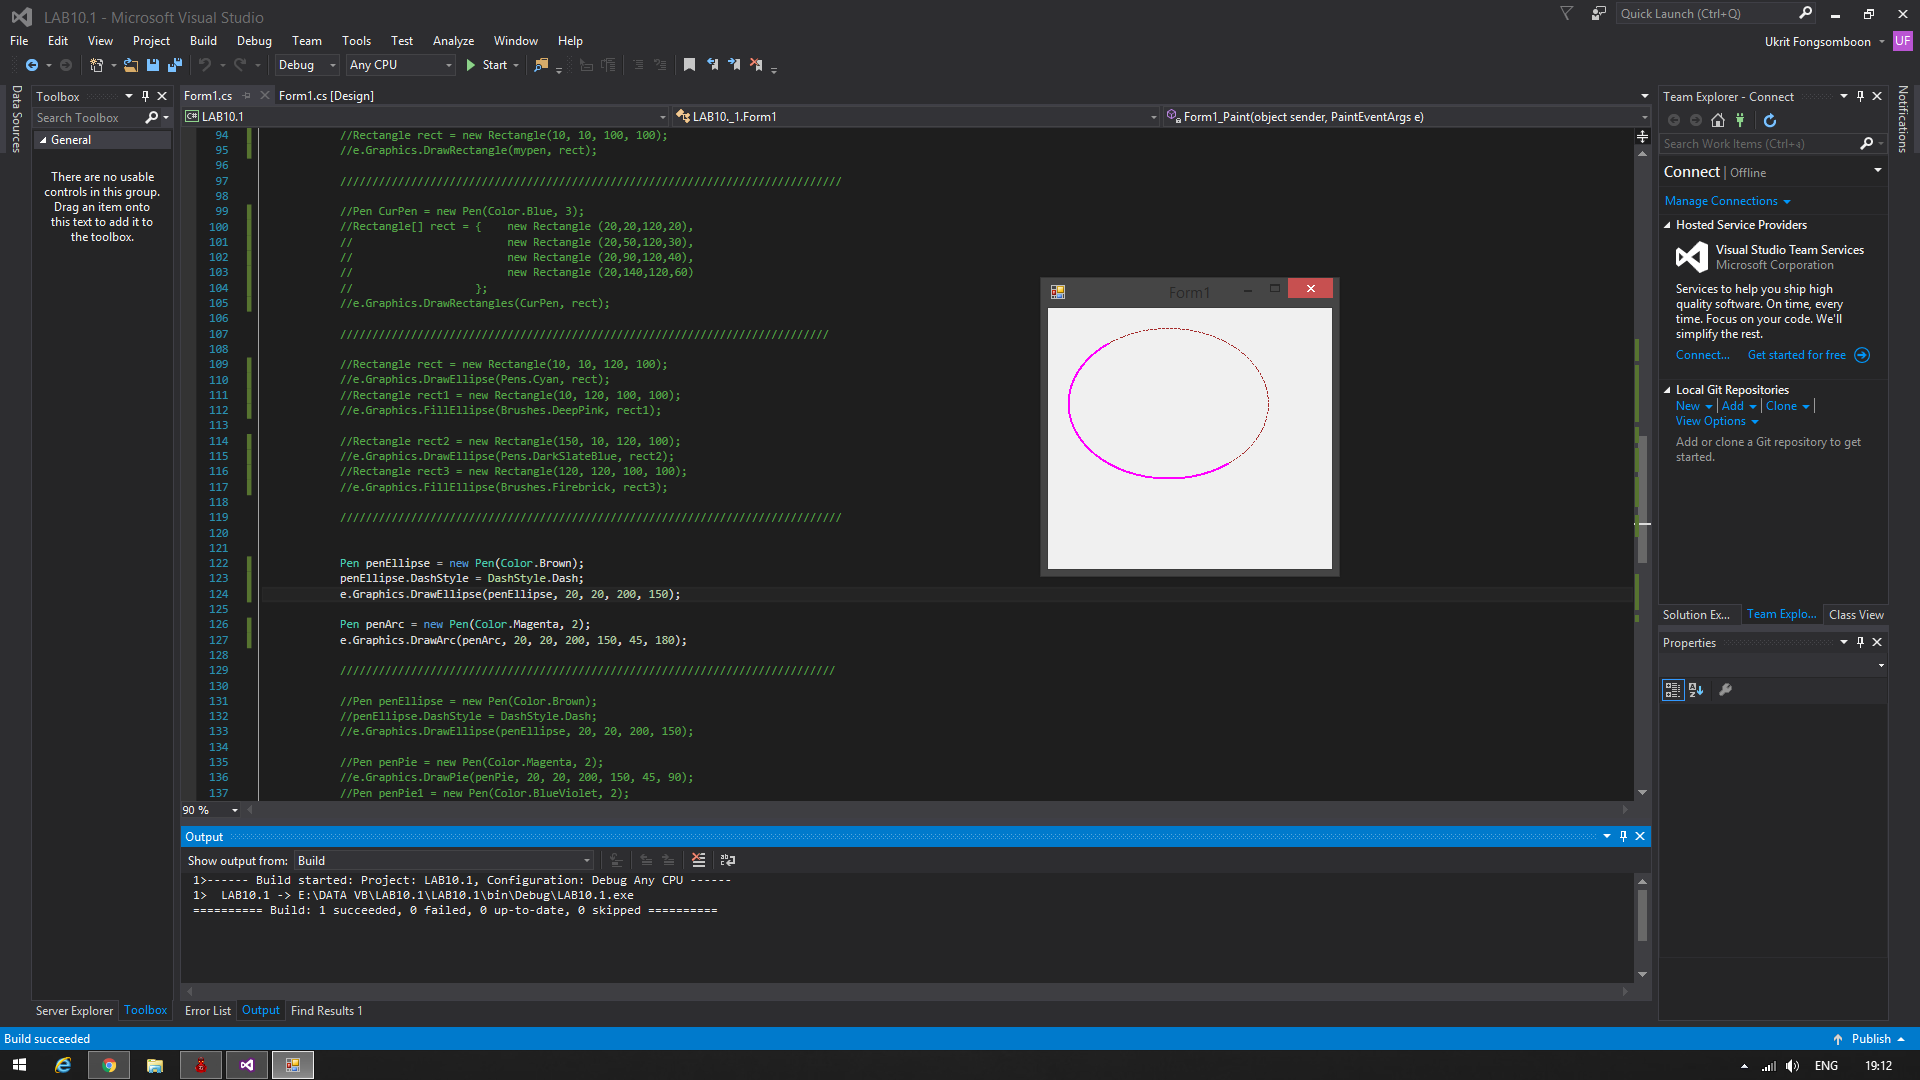 LAB10.1 - Microsoft Visual Studio
Quick Launch (Ctrl+Q)
File Edit View Project Build Debug Team Tools Test Analyze Window Help
Ukrit Fongsomboon UF
Debug Any CPU Start
Data Sources
Toolbox
Search Toolbox
General
There are no usable
controls in this group.
Drag an item onto
this text to add it to
the toolbox.
Form1.cs Form1.cs [Design]
C# LAB10.1 LAB10._1.Form1 Form1_Paint(object sender, PaintEventArgs e)
94 //Rectangle rect = new Rectangle(10, 10, 100, 100);
95 //e.Graphics.DrawRectangle(mypen, rect);
96
97 //////////////////////////////////////////////////////////////////////////////
98
99 //Pen CurPen = new Pen(Color.Blue, 3);
100 //Rectangle[] rect = { new Rectangle (20,20,120,20),
101 // new Rectangle (20,50,120,30),
102 // new Rectangle (20,90,120,40),
103 // new Rectangle (20,140,120,60)
104 // };
105 //e.Graphics.DrawRectangles(CurPen, rect);
106
107 ////////////////////////////////////////////////////////////////////////////
108
109 //Rectangle rect = new Rectangle(10, 10, 120, 100);
110 //e.Graphics.DrawEllipse(Pens.Cyan, rect);
111 //Rectangle rect1 = new Rectangle(10, 120, 100, 100);
112 //e.Graphics.FillEllipse(Brushes.DeepPink, rect1);
113
114 //Rectangle rect2 = new Rectangle(150, 10, 120, 100);
115 //e.Graphics.DrawEllipse(Pens.DarkSlateBlue, rect2);
116 //Rectangle rect3 = new Rectangle(120, 120, 100, 100);
117 //e.Graphics.FillEllipse(Brushes.Firebrick, rect3);
118
119 //////////////////////////////////////////////////////////////////////////////
120
121
122 Pen penEllipse = new Pen(Color.Brown);
123 penEllipse.DashStyle = DashStyle.Dash;
124 e.Graphics.DrawEllipse(penEllipse, 20, 20, 200, 150);
125
126 Pen penArc = new Pen(Color.Magenta, 2);
127 e.Graphics.DrawArc(penArc, 20, 20, 200, 150, 45, 180);
128
129 /////////////////////////////////////////////////////////////////////////////
130
131 //Pen penEllipse = new Pen(Color.Brown);
132 //penEllipse.DashStyle = DashStyle.Dash;
133 //e.Graphics.DrawEllipse(penEllipse, 20, 20, 200, 150);
134
135 //Pen penPie = new Pen(Color.Magenta, 2);
136 //e.Graphics.DrawPie(penPie, 20, 20, 200, 150, 45, 90);
137 //Pen penPie1 = new Pen(Color.BlueViolet, 2);
90 %
Form1
Output
Show output from: Build
1>------ Build started: Project: LAB10.1, Configuration: Debug Any CPU ------
1> LAB10.1 -> E:\DATA VB\LAB10.1\LAB10.1\bin\Debug\LAB10.1.exe
========== Build: 1 succeeded, 0 failed, 0 up-to-date, 0 skipped ==========
Server Explorer Toolbox
Error List Output Find Results 1
Team Explorer - Connect
Search Work Items (Ctrl+ง)
Connect | Offline
Manage Connections
Hosted Service Providers
Visual Studio Team Services
Microsoft Corporation
Services to help you ship high
quality software. On time, every
time. Focus on your code. We'll
simplify the rest.
Connect... Get started for free
Local Git Repositories
New | Add | Clone |
View Options
Add or clone a Git repository to get
started.
Solution Ex... Team Explo... Class View
Properties
Notifications
Build succeeded
Publish
ENG 19:12